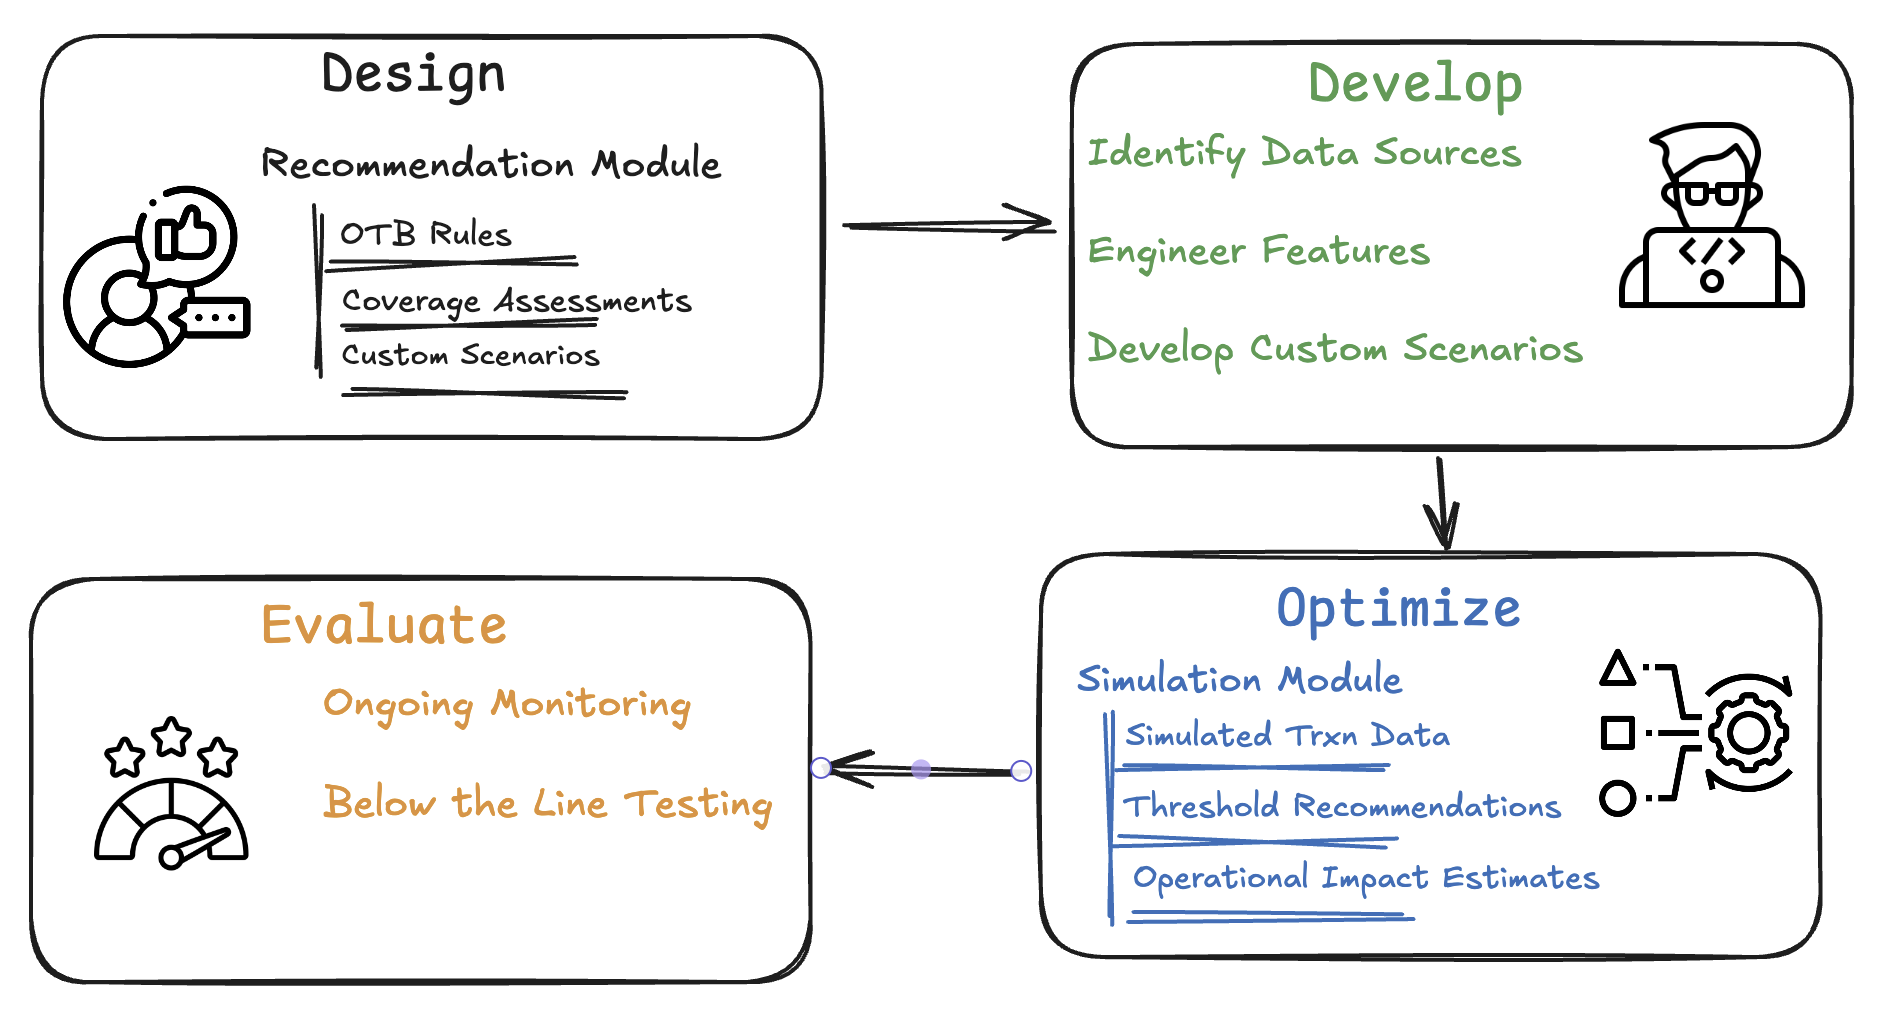 Design
Recommendation Module
OTB Rules
Coverage Assessments
Custom Scenarios
Develop
Identify Data Sources
Engineer Features
Develop Custom Scenarios
</>
Optimize
Simulation Module
Simulated Trxn Data
Threshold Recommendations
Operational Impact Estimates
Evaluate
Ongoing Monitoring
Below the Line Testing